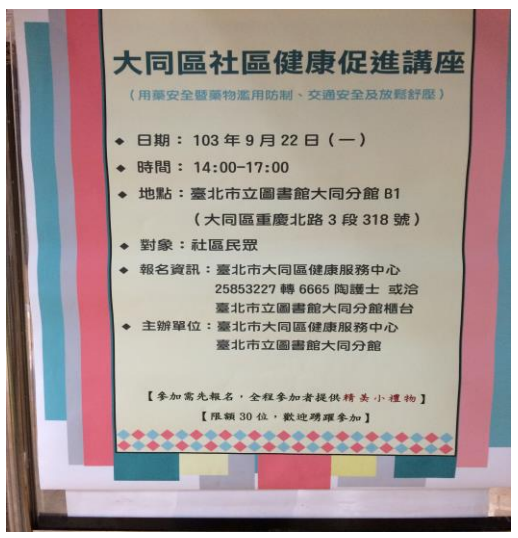 大同區社區健康促進講座
(用藥安全暨藥物濫用防制、交通安全及放鬆舒壓)
◆ 日期：103 年 9 月 22 日 (一)
◆ 時間：14:00-17:00
◆ 地點：臺北市立圖書館大同分館 B1
(大同區重慶北路 3 段 318 號)
◆ 對象：社區民眾
◆ 報名資訊：臺北市大同區健康服務中心
25853227 轉 6665 陶護士 或洽
臺北市立圖書館大同分館櫃台
◆ 主辦單位：臺北市大同區健康服務中心
臺北市立圖書館大同分館
【參加需先報名，全程參加者提供精美小禮物】
【限額 30 位，歡迎踴躍參加】